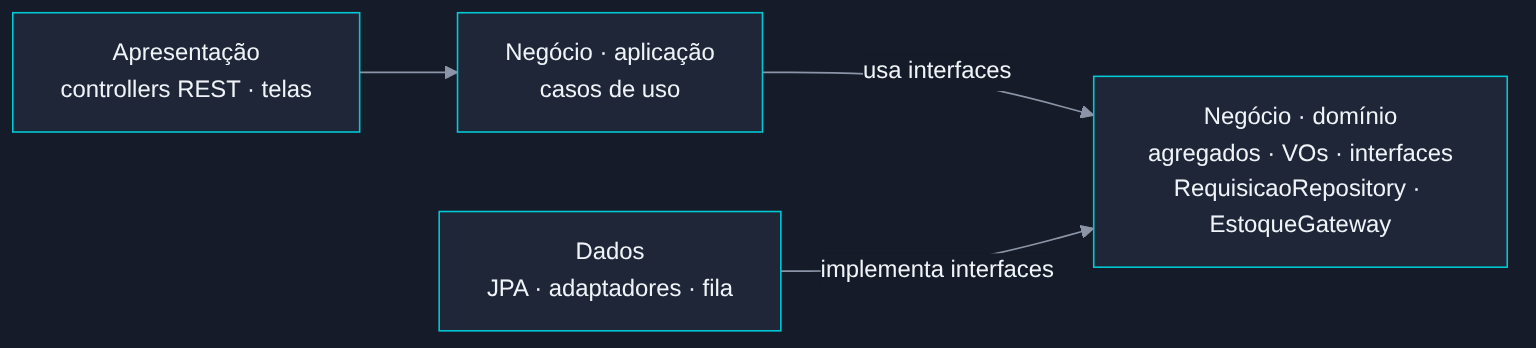 Apresentação
controllers REST · telas
Negócio · aplicação
casos de uso
usa interfaces
Negócio · domínio
agregados · VOs · interfaces
RequisicaoRepository ·
EstoqueGateway
Dados
JPA · adaptadores · fila
implementa interfaces